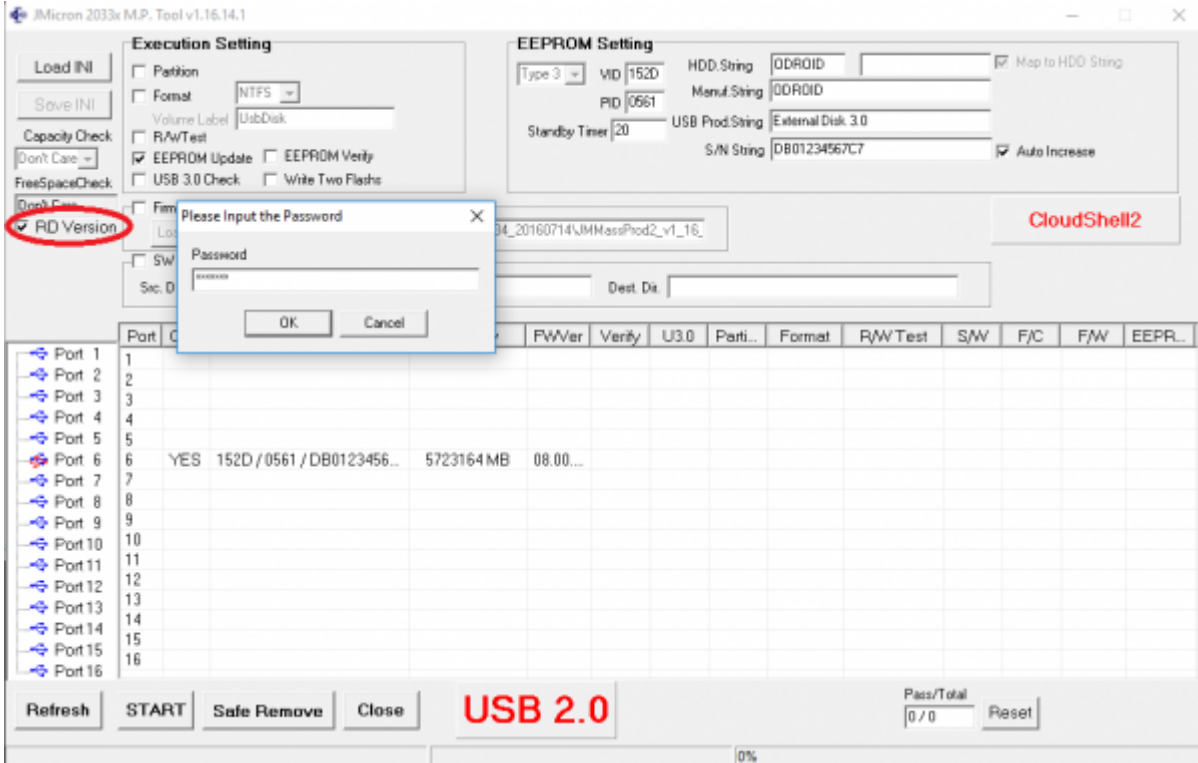 JMicron 2033x M.P. Tool v1.16.14.1
Load INI
Save INI
Capacity Check
Don't Care
FreeSpaceCheck
Don't Care
RD Version
Execution Setting
Partition
Format NTFS
Volume Label UsbDisk
R/W Test
EEPROM Update EEPROM Verify
USB 3.0 Check Write Two Flashs
EEPROM Setting
Type 3 VID 152D
PID 0561
Standby Timer 20
HDD.String ODROID
Map to HDD String
Manuf.String ODROID
USB Prod.String External Disk 3.0
S/N String DB01234567C7
Auto Increase
34_20160714\JMMassProd2_v1_16_
CloudShell2
SW
Dest. Dir.
Please Input the Password
Password
OK Cancel
Port FWVer Verify U3.0 Parti... Format R/W Test S/W F/C F/W EEPR...
Port 1 1
Port 2 2
Port 3 3
Port 4 4
Port 5 5
Port 6 6 YES 152D / 0561 / DB0123456... 5723164 MB 08.00....
Port 7 7
Port 8 8
Port 9 9
Port 10 10
Port 11 11
Port 12 12
Port 13 13
Port 14 14
Port 15 15
Port 16 16
Refresh START Safe Remove Close
USB 2.0
Pass/Total
0 / 0 Reset
0%